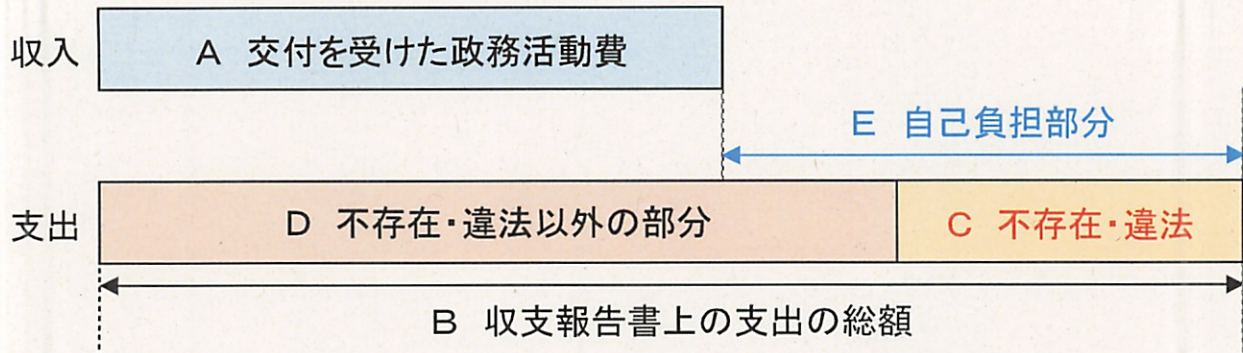 収入
A 交付を受けた政務活動費
E 自己負担部分
支出
D 不存在・違法以外の部分
C 不存在・違法
B 収支報告書上の支出の総額